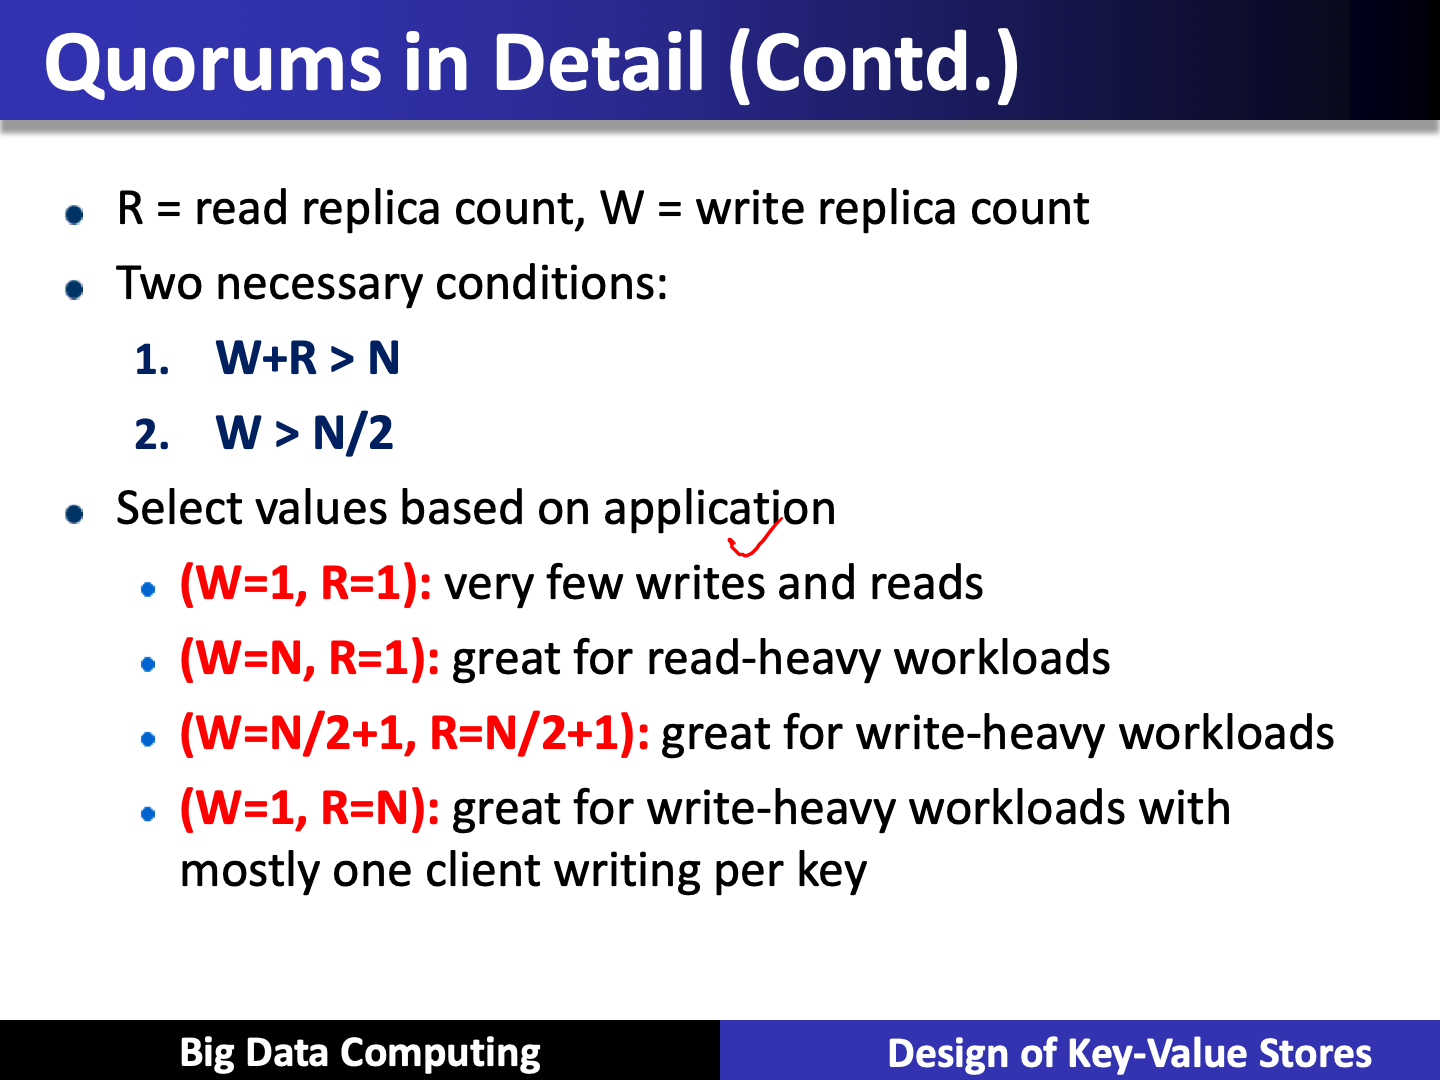 Quorums in Detail (Contd.)
R = read replica count, W = write replica count
Two necessary conditions:
1. W+R > N
2. W > N/2
Select values based on application
(W=1, R=1): very few writes and reads
(W=N, R=1): great for read-heavy workloads
(W=N/2+1, R=N/2+1): great for write-heavy workloads
(W=1, R=N): great for write-heavy workloads with
mostly one client writing per key
Big Data Computing
Design of Key-Value Stores